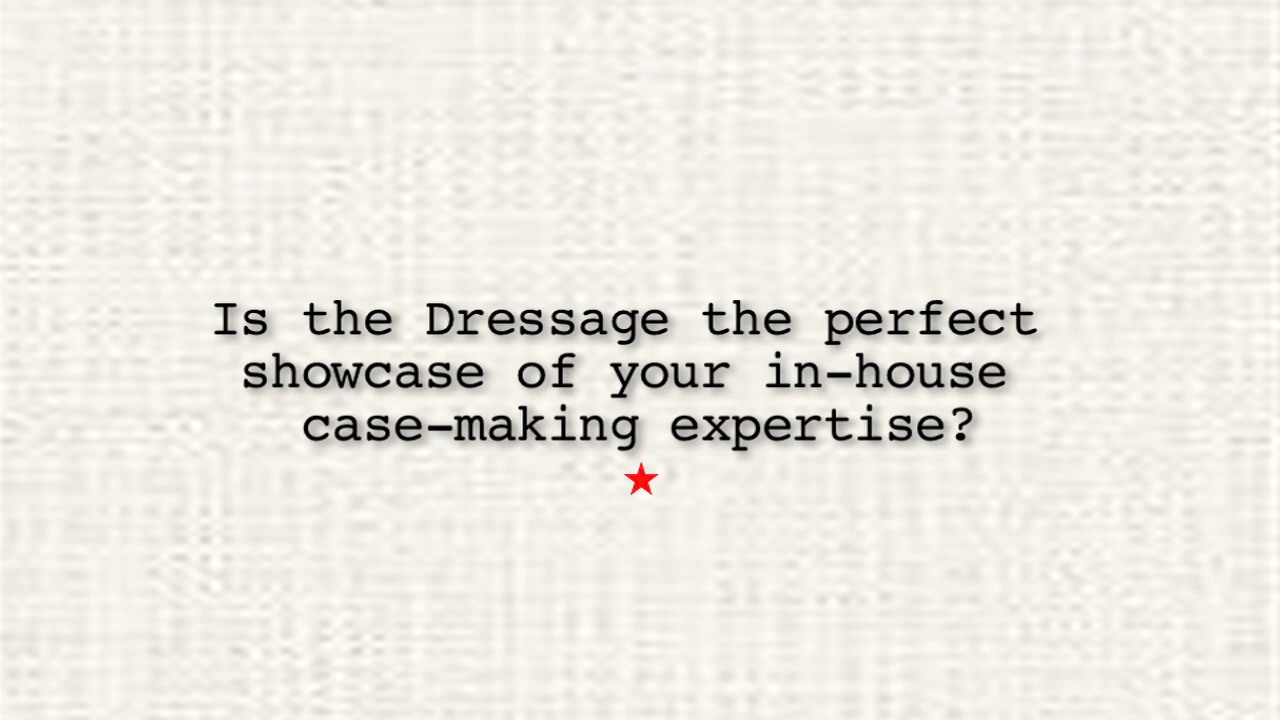 Is the Dressage the perfect
showcase of your in-house
case-making expertise?